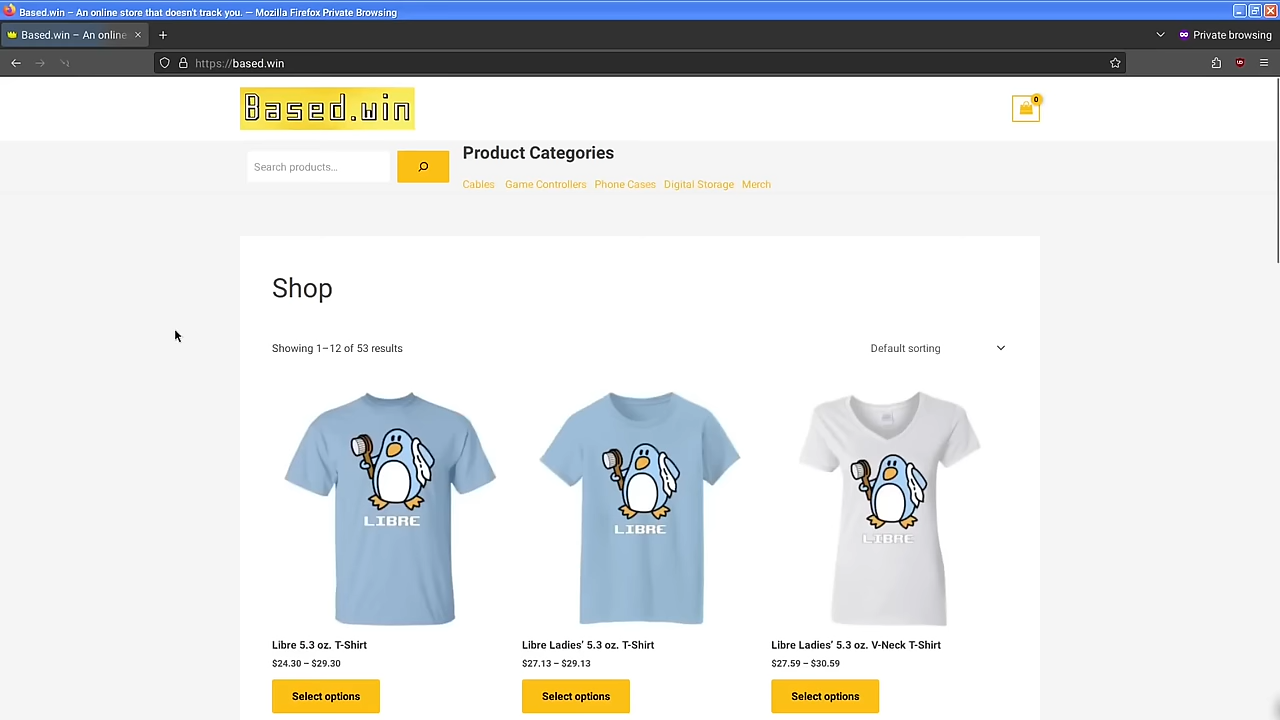 Based.win – An online store that doesn't track you. — Mozilla Firefox Private Browsing
Based.win – An online
Private browsing
https://based.win
Based.win
0
Search products…
Product Categories
Cables Game Controllers Phone Cases Digital Storage Merch
Shop
Showing 1–12 of 53 results
Default sorting
LIBRE
LIBRE
LIBRE
Libre 5.3 oz. T-Shirt
$24.30 – $29.30
Select options
Libre Ladies' 5.3 oz. T-Shirt
$27.13 – $29.13
Select options
Libre Ladies' 5.3 oz. V-Neck T-Shirt
$27.59 – $30.59
Select options